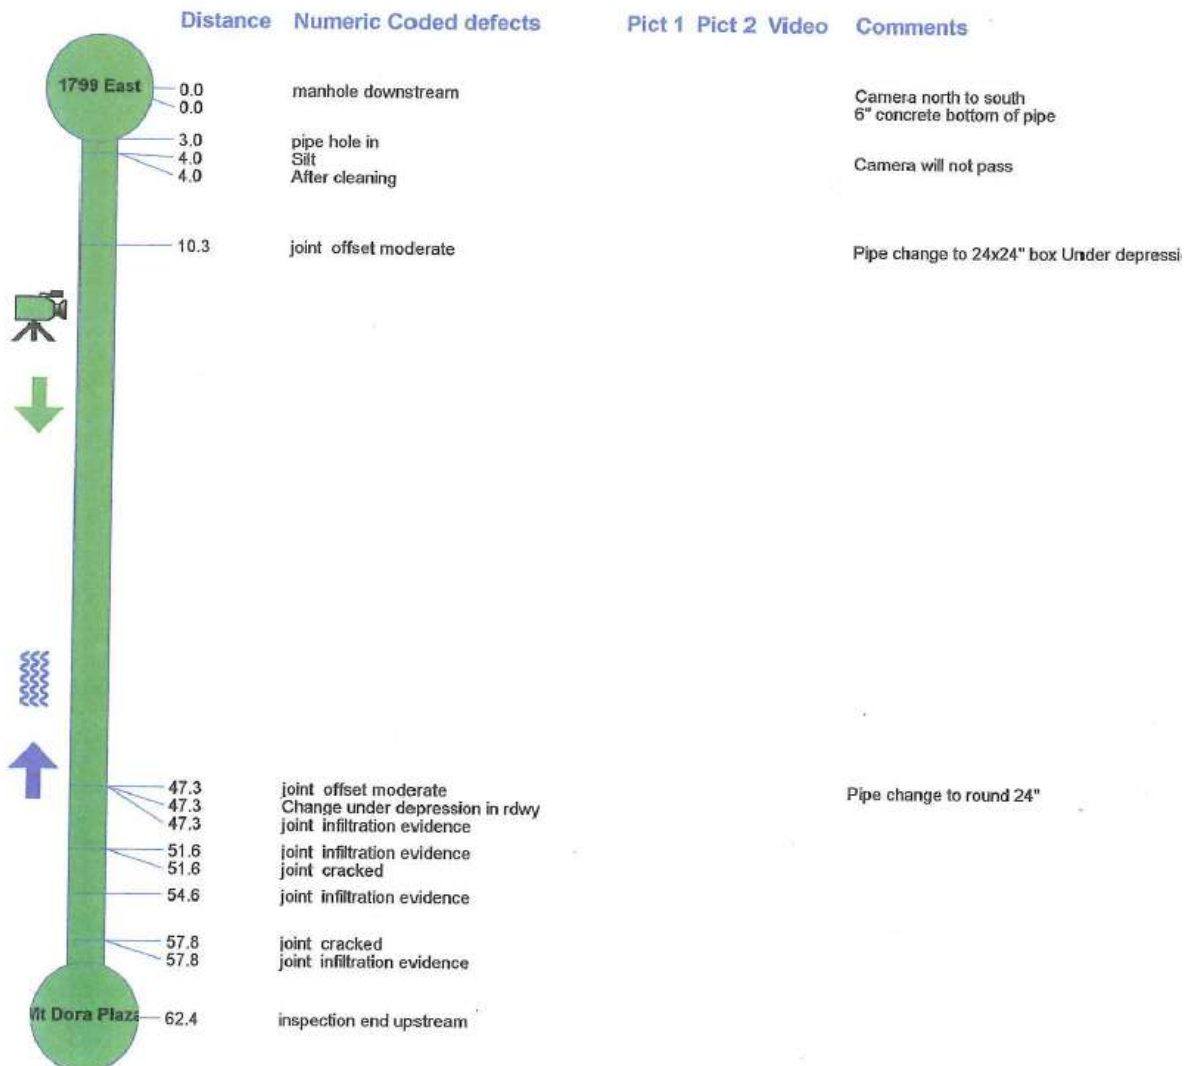 Distance Numeric Coded defects Pict 1 Pict 2 Video Comments
1799 East
0.0 manhole downstream Camera north to south
0.0 6" concrete bottom of pipe
3.0 pipe hole in
4.0 Silt Camera will not pass
4.0 After cleaning
10.3 joint offset moderate Pipe change to 24x24" box Under depressi
47.3 joint offset moderate Pipe change to round 24"
47.3 Change under depression in rdwy
47.3 joint infiltration evidence
51.6 joint infiltration evidence
51.6 joint cracked
54.6 joint infiltration evidence
57.8 joint cracked
57.8 joint infiltration evidence
Mt Dora Plaza 62.4 inspection end upstream